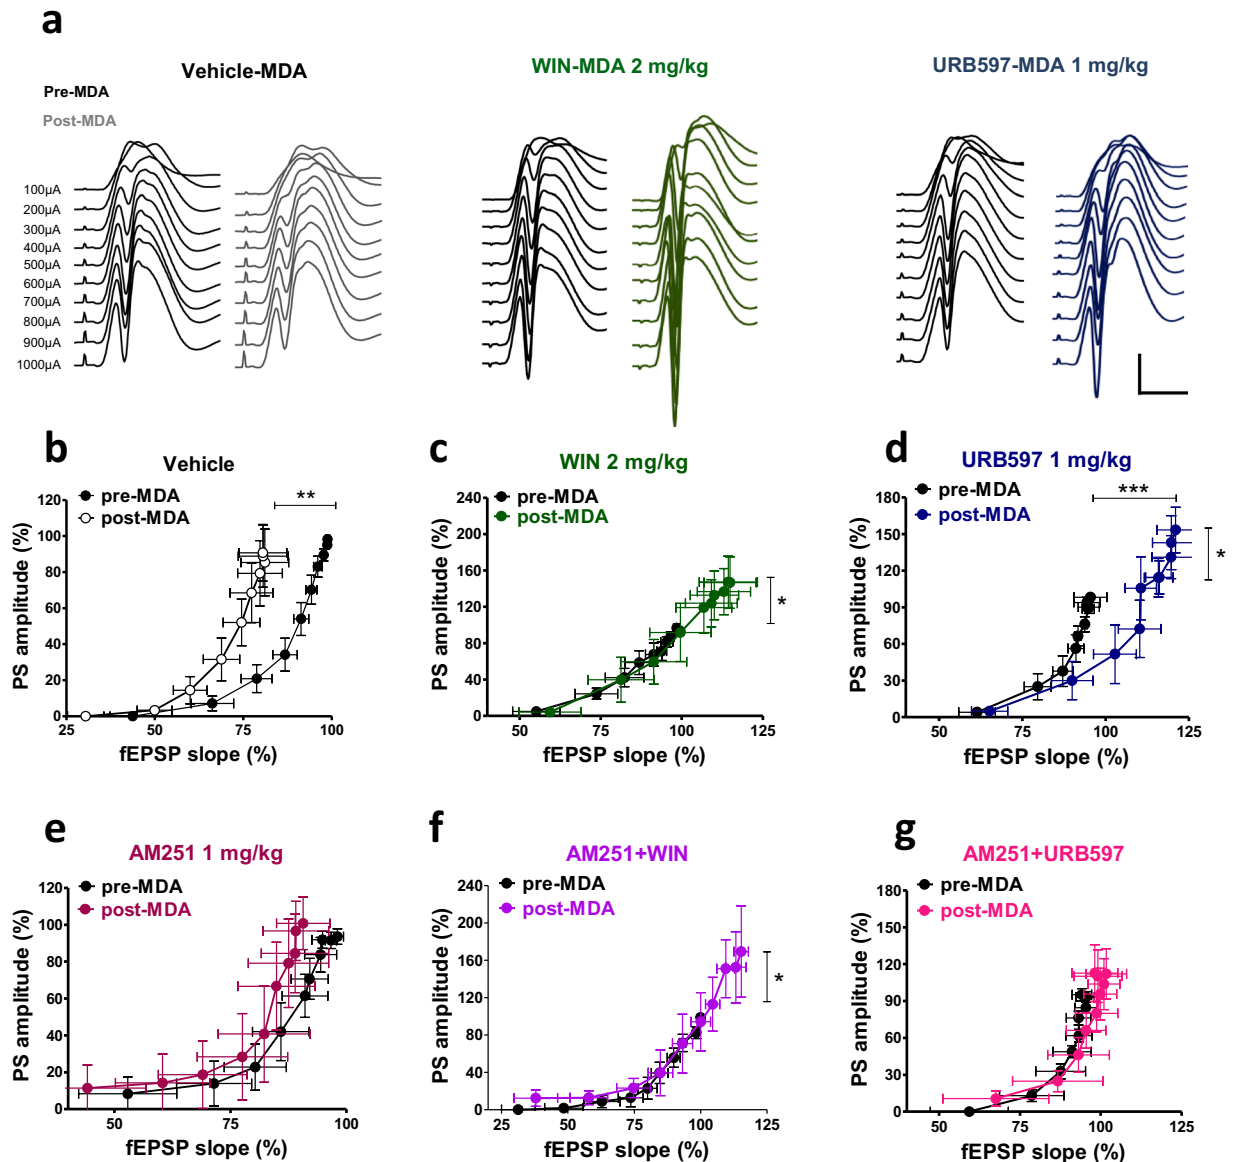 a
Vehicle-MDA
WIN-MDA 2 mg/kg
URB597-MDA 1 mg/kg
Pre-MDA
Post-MDA
100µA
200µA
300µA
400µA
500µA
600µA
700µA
800µA
900µA
1000µA
b
Vehicle
pre-MDA
post-MDA
**
120
100
80
60
40
20
0
25
50
75
100
PS amplitude (%)
fEPSP slope (%)
c
WIN 2 mg/kg
pre-MDA
post-MDA
*
240
200
160
120
80
40
0
50
75
100
125
PS amplitude (%)
fEPSP slope (%)
d
URB597 1 mg/kg
pre-MDA
post-MDA
***
*
180
150
120
90
60
30
0
50
75
100
125
PS amplitude (%)
fEPSP slope (%)
e
AM251 1 mg/kg
pre-MDA
post-MDA
120
100
80
60
40
20
0
50
75
100
PS amplitude (%)
fEPSP slope (%)
f
AM251+WIN
pre-MDA
post-MDA
*
240
200
160
120
80
40
0
25
50
75
100
125
PS amplitude (%)
fEPSP slope (%)
g
AM251+URB597
pre-MDA
post-MDA
180
150
120
90
60
30
0
50
75
100
125
PS amplitude (%)
fEPSP slope (%)